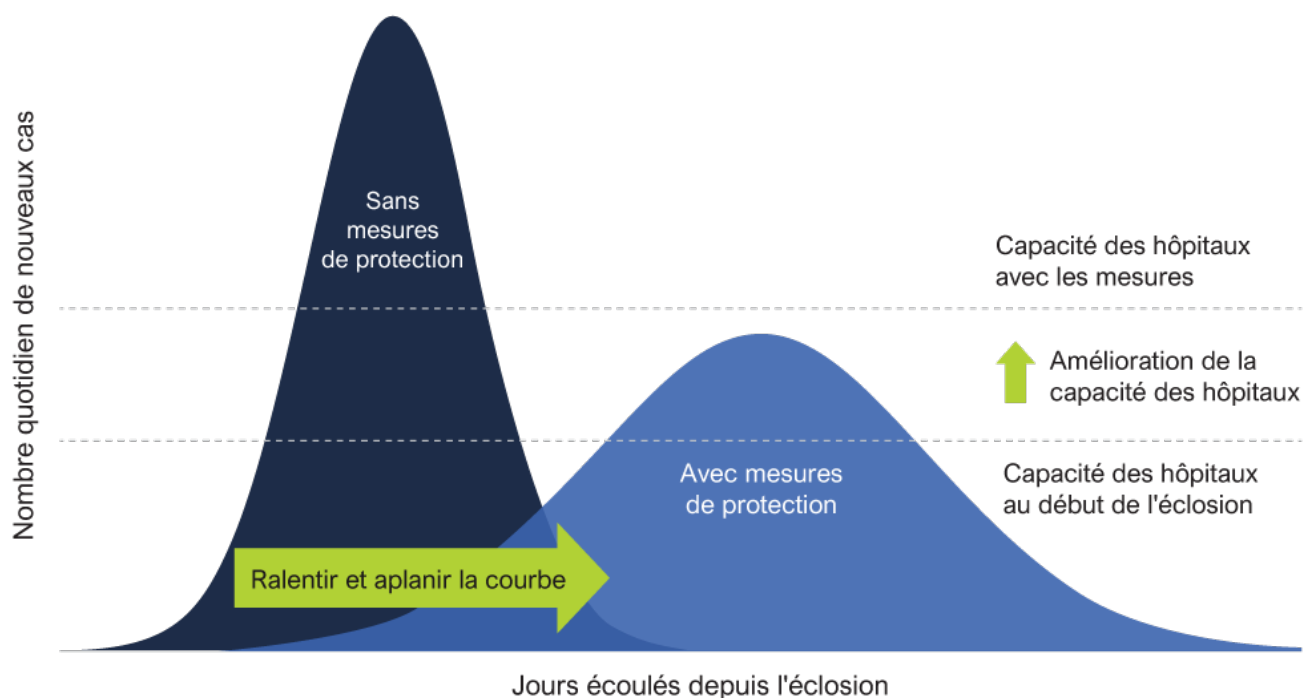 Nombre quotidien de nouveaux cas
Sans
mesures
de protection
Capacité des hôpitaux
avec les mesures
Amélioration de la
capacité des hôpitaux
Avec mesures
de protection
Capacité des hôpitaux
au début de l'éclosion
Ralentir et aplanir la courbe
Jours écoulés depuis l'éclosion